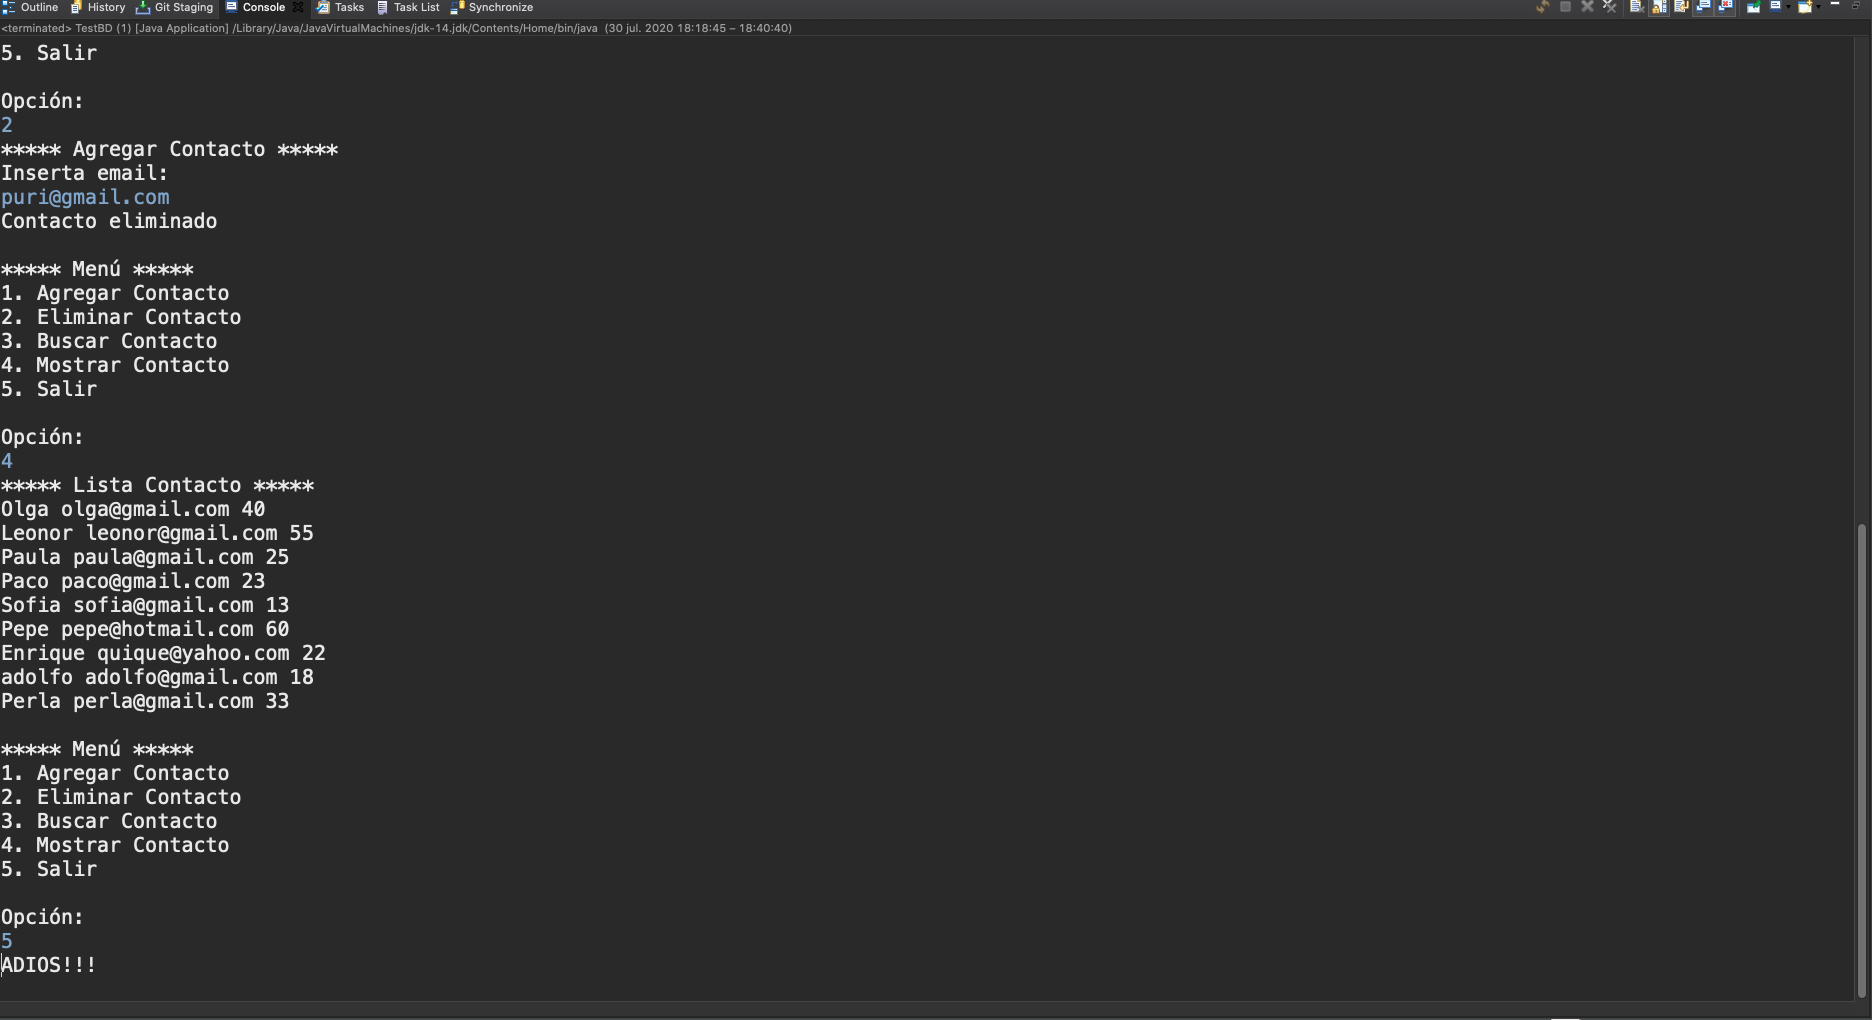 Outline History Git Staging Console Tasks Task List Synchronize
<terminated> TestBD (1) [Java Application] /Library/Java/JavaVirtualMachines/jdk-14.jdk/Contents/Home/bin/java (30 jul. 2020 18:18:45 – 18:40:40)
5. Salir
Opción:
2
***** Agregar Contacto *****
Inserta email:
puri@gmail.com
Contacto eliminado
***** Menú *****
1. Agregar Contacto
2. Eliminar Contacto
3. Buscar Contacto
4. Mostrar Contacto
5. Salir
Opción:
4
***** Lista Contacto *****
Olga olga@gmail.com 40
Leonor leonor@gmail.com 55
Paula paula@gmail.com 25
Paco paco@gmail.com 23
Sofia sofia@gmail.com 13
Pepe pepe@hotmail.com 60
Enrique quique@yahoo.com 22
adolfo adolfo@gmail.com 18
Perla perla@gmail.com 33
***** Menú *****
1. Agregar Contacto
2. Eliminar Contacto
3. Buscar Contacto
4. Mostrar Contacto
5. Salir
Opción:
5
ADIOS!!!